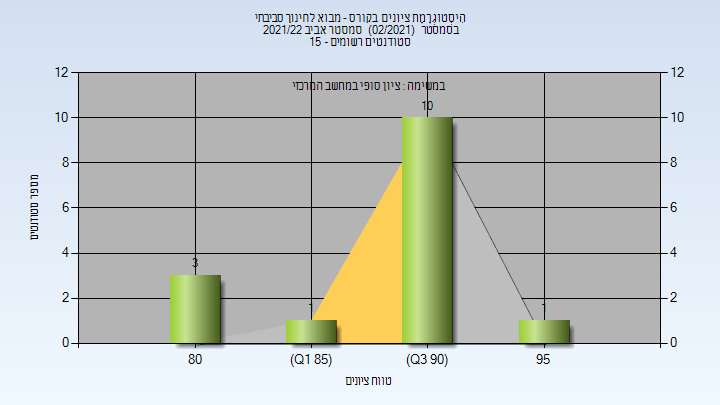 היסטוגרמת ציונים בקורס - מבוא לחינוך סביבתי
בסמסטר (02/2021) סמסטר אביב 2021/22
סטודנטים רשומים - 15
במשימה : ציון סופי במחשב המרכזי
12
10
8
6
4
2
0
12
10
8
6
4
2
0
3
1
10
1
80
(Q1 85)
(Q3 90)
95
מספר סטודנטים
טווח ציונים